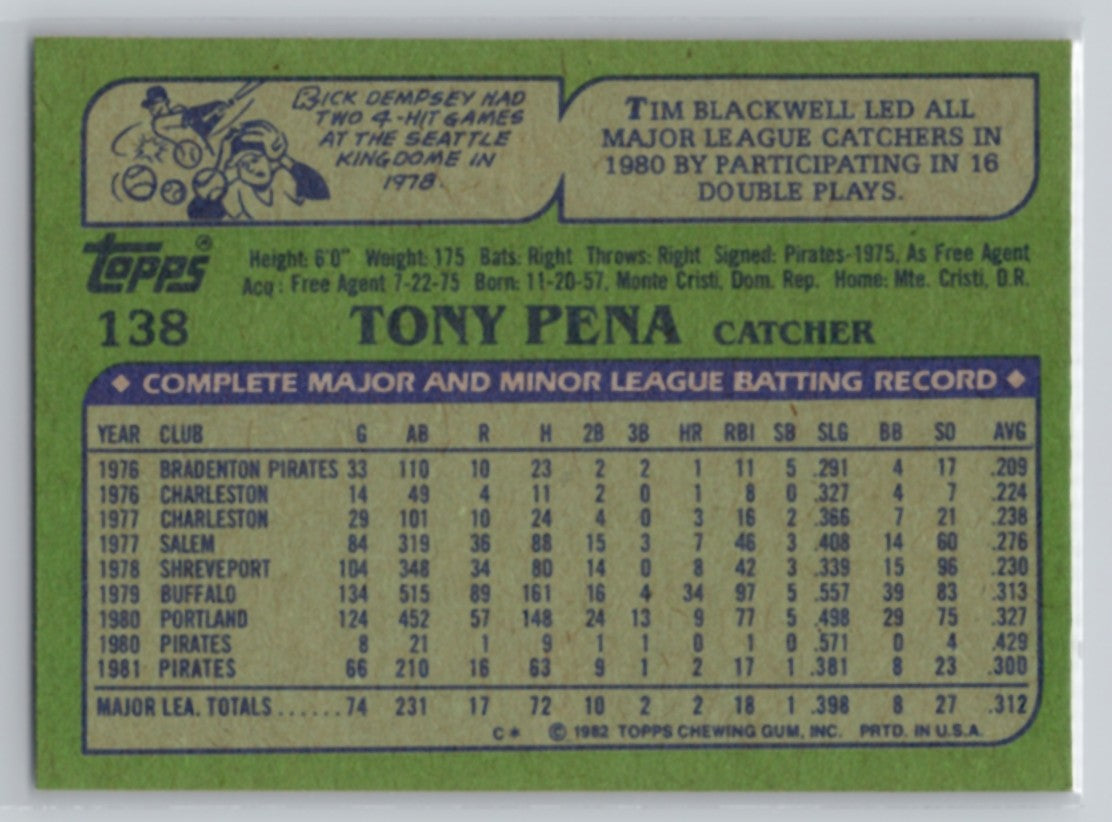 RICK DEMPSEY HAD
TWO 4-HIT GAMES
AT THE SEATTLE
KINGDOME IN
1978.
TIM BLACKWELL LED ALL
MAJOR LEAGUE CATCHERS IN
1980 BY PARTICIPATING IN 16
DOUBLE PLAYS.
topps®
Height: 6'0" Weight: 175 Bats: Right Throws: Right Signed: Pirates-1975, As Free Agent
Acq: Free Agent 7-22-75 Born: 11-20-57, Monte Cristi, Dom. Rep. Home: Mte. Cristi, D.R.
138 TONY PENA CATCHER
◆ COMPLETE MAJOR AND MINOR LEAGUE BATTING RECORD ◆
YEAR CLUB G AB R H 2B 3B HR RBI SB SLG BB SO AVG
1976 BRADENTON PIRATES 33 110 10 23 2 2 1 11 5 .291 4 17 .209
1976 CHARLESTON 14 49 4 11 2 0 1 8 0 .327 4 7 .224
1977 CHARLESTON 29 101 10 24 4 0 3 16 2 .366 7 21 .238
1977 SALEM 84 319 36 88 15 3 7 46 3 .408 14 60 .276
1978 SHREVEPORT 104 348 34 80 14 0 8 42 3 .339 15 96 .230
1979 BUFFALO 134 515 89 161 16 4 34 97 5 .557 39 83 .313
1980 PORTLAND 124 452 57 148 24 13 9 77 5 .498 29 75 .327
1980 PIRATES 8 21 1 9 1 1 0 1 0 .571 0 4 .429
1981 PIRATES 66 210 16 63 9 1 2 17 1 .381 8 23 .300
MAJOR LEA. TOTALS ......74 231 17 72 10 2 2 18 1 .398 8 27 .312
C* © 1982 TOPPS CHEWING GUM, INC. PRTD. IN U.S.A.